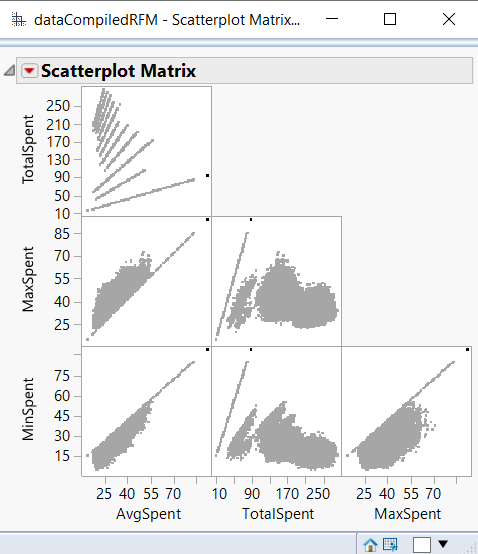 dataCompiledRFM - Scatterplot Matrix...
Scatterplot Matrix
TotalSpent
250
210
170
130
90
50
10
MaxSpent
85
70
55
40
25
MinSpent
75
60
45
30
15
25 40 55 70
10 90 170 250
25 40 55 70
AvgSpent
TotalSpent
MaxSpent